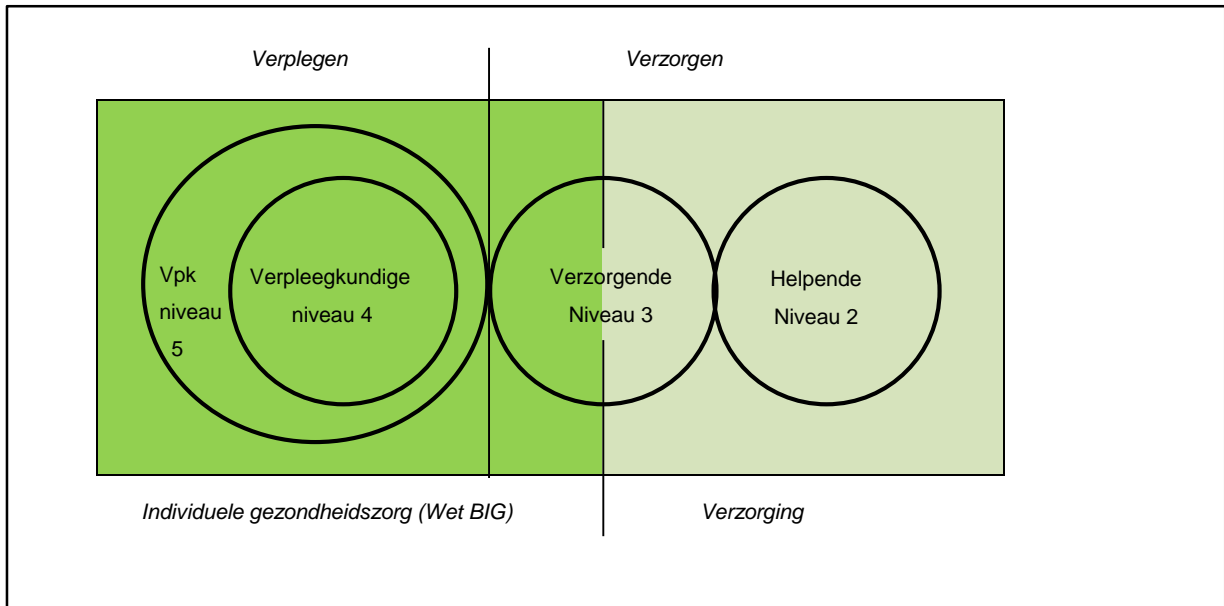 Verplegen
Verzorgen
Vpk
niveau
5
Verpleegkundige
niveau 4
Verzorgende
Niveau 3
Helpende
Niveau 2
Individuele gezondheidszorg (Wet BIG)
Verzorging